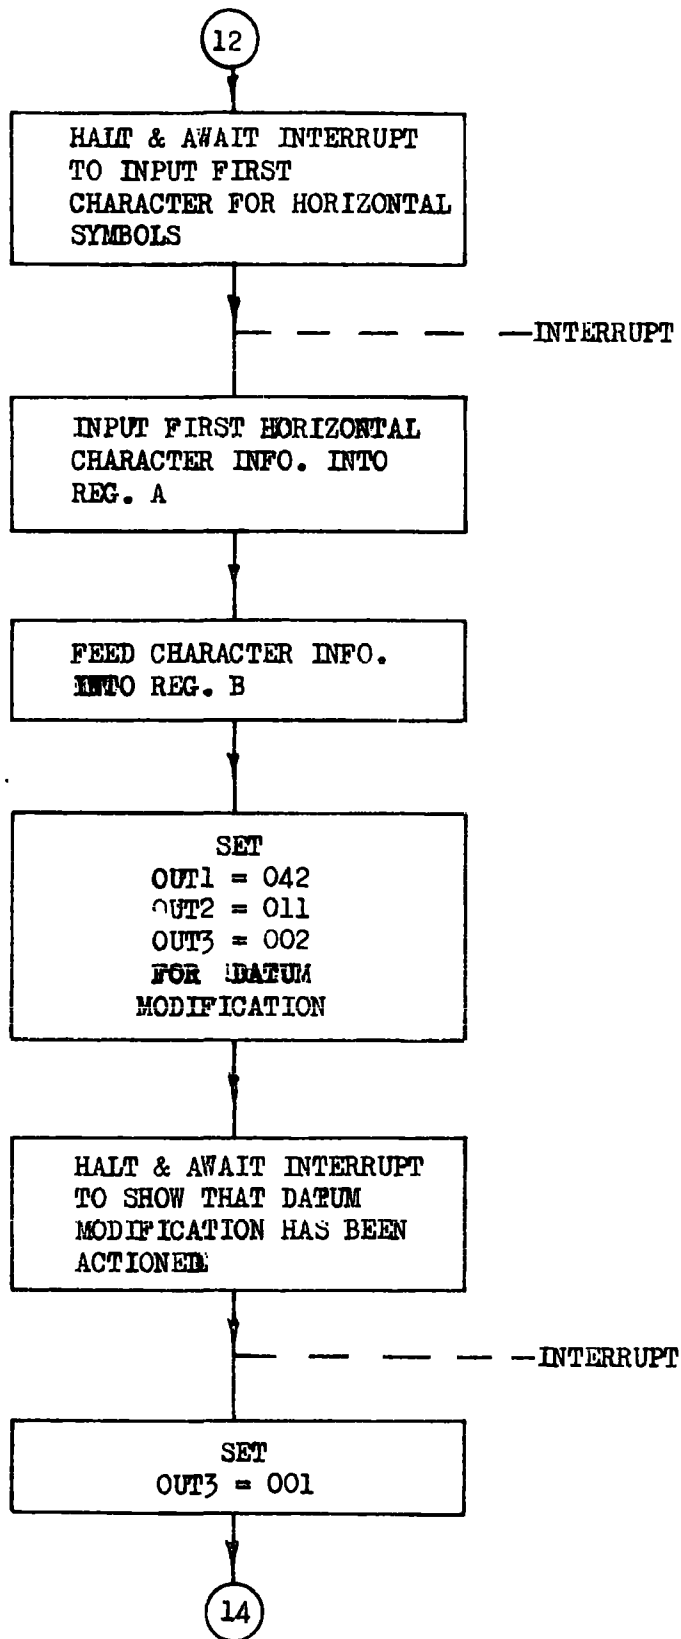 12
HALT & AWAIT INTERRUPT
TO INPUT FIRST
CHARACTER FOR HORIZONTAL
SYMBOLS
INTERRUPT
INPUT FIRST HORIZONTAL
CHARACTER INFO. INTO
REG. A
FEED CHARACTER INFO.
INTO REG. B
SET
OUT1 = 042
OUT2 = 011
OUT3 = 002
FOR DATUM
MODIFICATION
HALT & AWAIT INTERRUPT
TO SHOW THAT DATUM
MODIFICATION HAS BEEN
ACTIONED
INTERRUPT
SET
OUT3 = 001
14